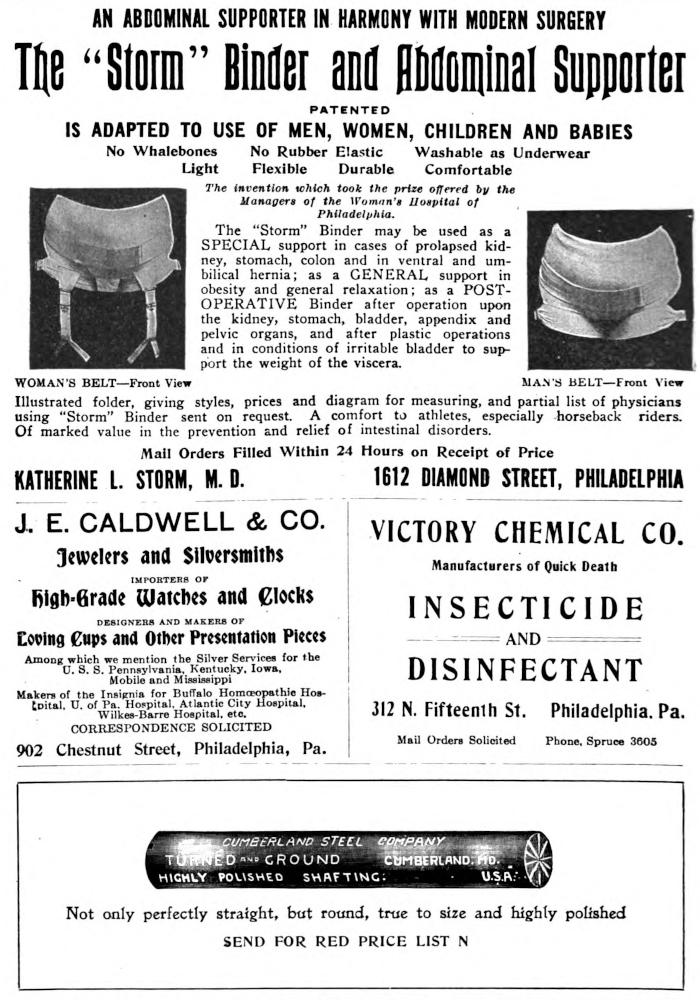 AN ABDOMINAL SUPPORTER IN HARMONY WITH MODERN SURGERY
The "Storm" Binder and Abdominal Supporter
PATENTED
IS ADAPTED TO USE OF MEN, WOMEN, CHILDREN AND BABIES
No Whalebones No Rubber Elastic Washable as Underwear
Light Flexible Durable Comfortable
The invention which took the prize offered by the
Managers of the Woman's Hospital of
Philadelphia.
The "Storm" Binder may be used as a
SPECIAL support in cases of prolapsed kid-
ney, stomach, colon and in ventral and um-
bilical hernia; as a GENERAL support in
obesity and general relaxation; as a POST-
OPERATIVE Binder after operation upon
the kidney, stomach, bladder, appendix and
pelvic organs, and after plastic operations
and in conditions of irritable bladder to sup-
port the weight of the viscera.
WOMAN'S BELT—Front View
MAN'S BELT—Front View
Illustrated folder, giving styles, prices and diagram for measuring, and partial list of physicians
using "Storm" Binder sent on request. A comfort to athletes, especially horseback riders.
Of marked value in the prevention and relief of intestinal disorders.
Mail Orders Filled Within 24 Hours on Receipt of Price
KATHERINE L. STORM, M. D. 1612 DIAMOND STREET, PHILADELPHIA
J. E. CALDWELL & CO.
Jewelers and Silversmiths
IMPORTERS OF
High-Grade Watches and Clocks
DESIGNERS AND MAKERS OF
Loving Cups and Other Presentation Pieces
Among which we mention the Silver Services for the
U. S. S. Pennsylvania, Kentucky, Iowa,
Mobile and Mississippi
Makers of the Insignia for Buffalo Homœopathie Hos-
pital, U. of Pa. Hospital, Atlantic City Hospital,
Wilkes-Barre Hospital, etc.
CORRESPONDENCE SOLICITED
902 Chestnut Street, Philadelphia, Pa.
VICTORY CHEMICAL CO.
Manufacturers of Quick Death
INSECTICIDE
AND
DISINFECTANT
312 N. Fifteenth St. Philadelphia, Pa.
Mail Orders Solicited Phone, Spruce 3605
CUMBERLAND STEEL COMPANY
TURNED AND GROUND CUMBERLAND, MD.
HIGHLY POLISHED SHAFTING. U.S.A.
Not only perfectly straight, but round, true to size and highly polished
SEND FOR RED PRICE LIST N